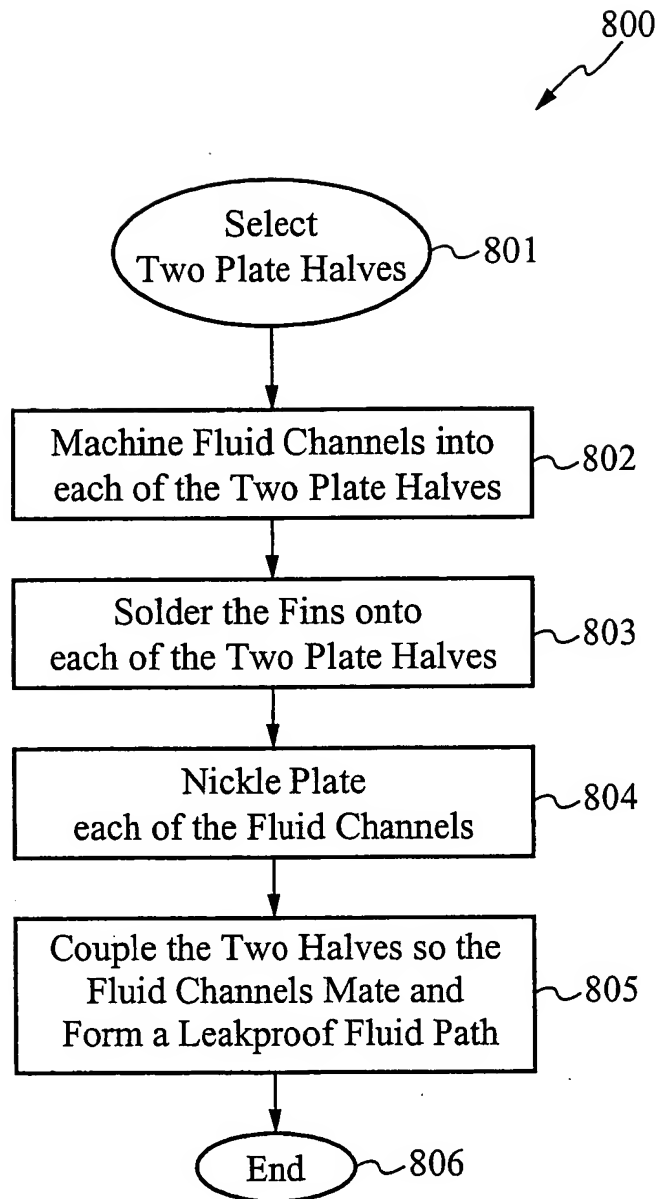 800
Select
Two Plate Halves
801
Machine Fluid Channels into
each of the Two Plate Halves
802
Solder the Fins onto
each of the Two Plate Halves
803
Nickle Plate
each of the Fluid Channels
804
Couple the Two Halves so the
Fluid Channels Mate and
Form a Leakproof Fluid Path
805
End
806